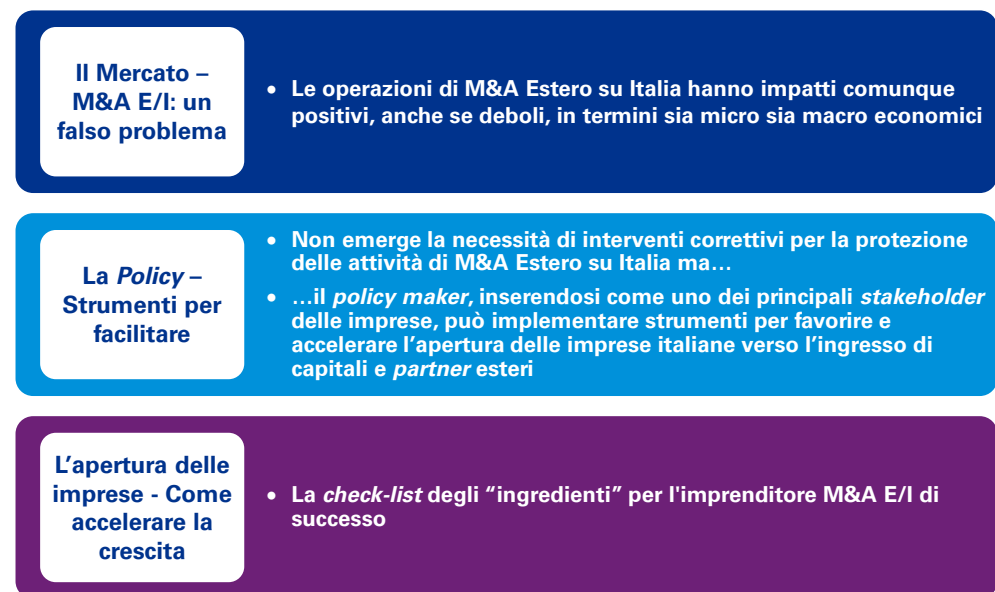 Il Mercato –
M&A E/I: un
falso problema
• Le operazioni di M&A Estero su Italia hanno impatti comunque
positivi, anche se deboli, in termini sia micro sia macro economici
La Policy –
Strumenti per
facilitare
• Non emerge la necessità di interventi correttivi per la protezione
delle attività di M&A Estero su Italia ma…
• …il policy maker, inserendosi come uno dei principali stakeholder
delle imprese, può implementare strumenti per favorire e
accelerare l’apertura delle imprese italiane verso l’ingresso di
capitali e partner esteri
L’apertura delle
imprese - Come
accelerare la
crescita
• La check-list degli “ingredienti” per l'imprenditore M&A E/I di
successo